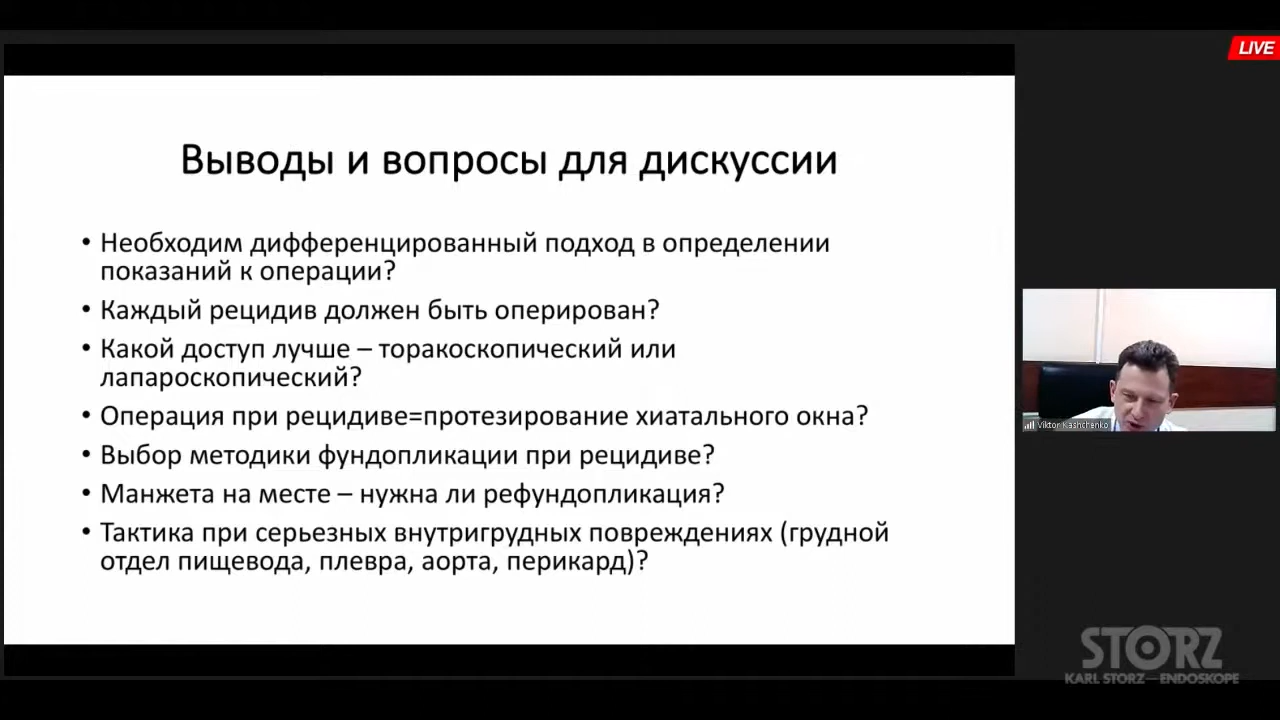 LIVE
Выводы и вопросы для дискуссии
• Необходим дифференцированный подход в определении
показаний к операции?
• Каждый рецидив должен быть оперирован?
• Какой доступ лучше – торакоскопический или
лапароскопический?
• Операция при рецидиве=протезирование хиатального окна?
• Выбор методики фундопликации при рецидиве?
• Манжета на месте – нужна ли рефундопликация?
• Тактика при серьезных внутригрудных повреждениях (грудной
отдел пищевода, плевра, аорта, перикард)?
Viktor Kashchenko
STORZ
KARL STORZ—ENDOSKOPE